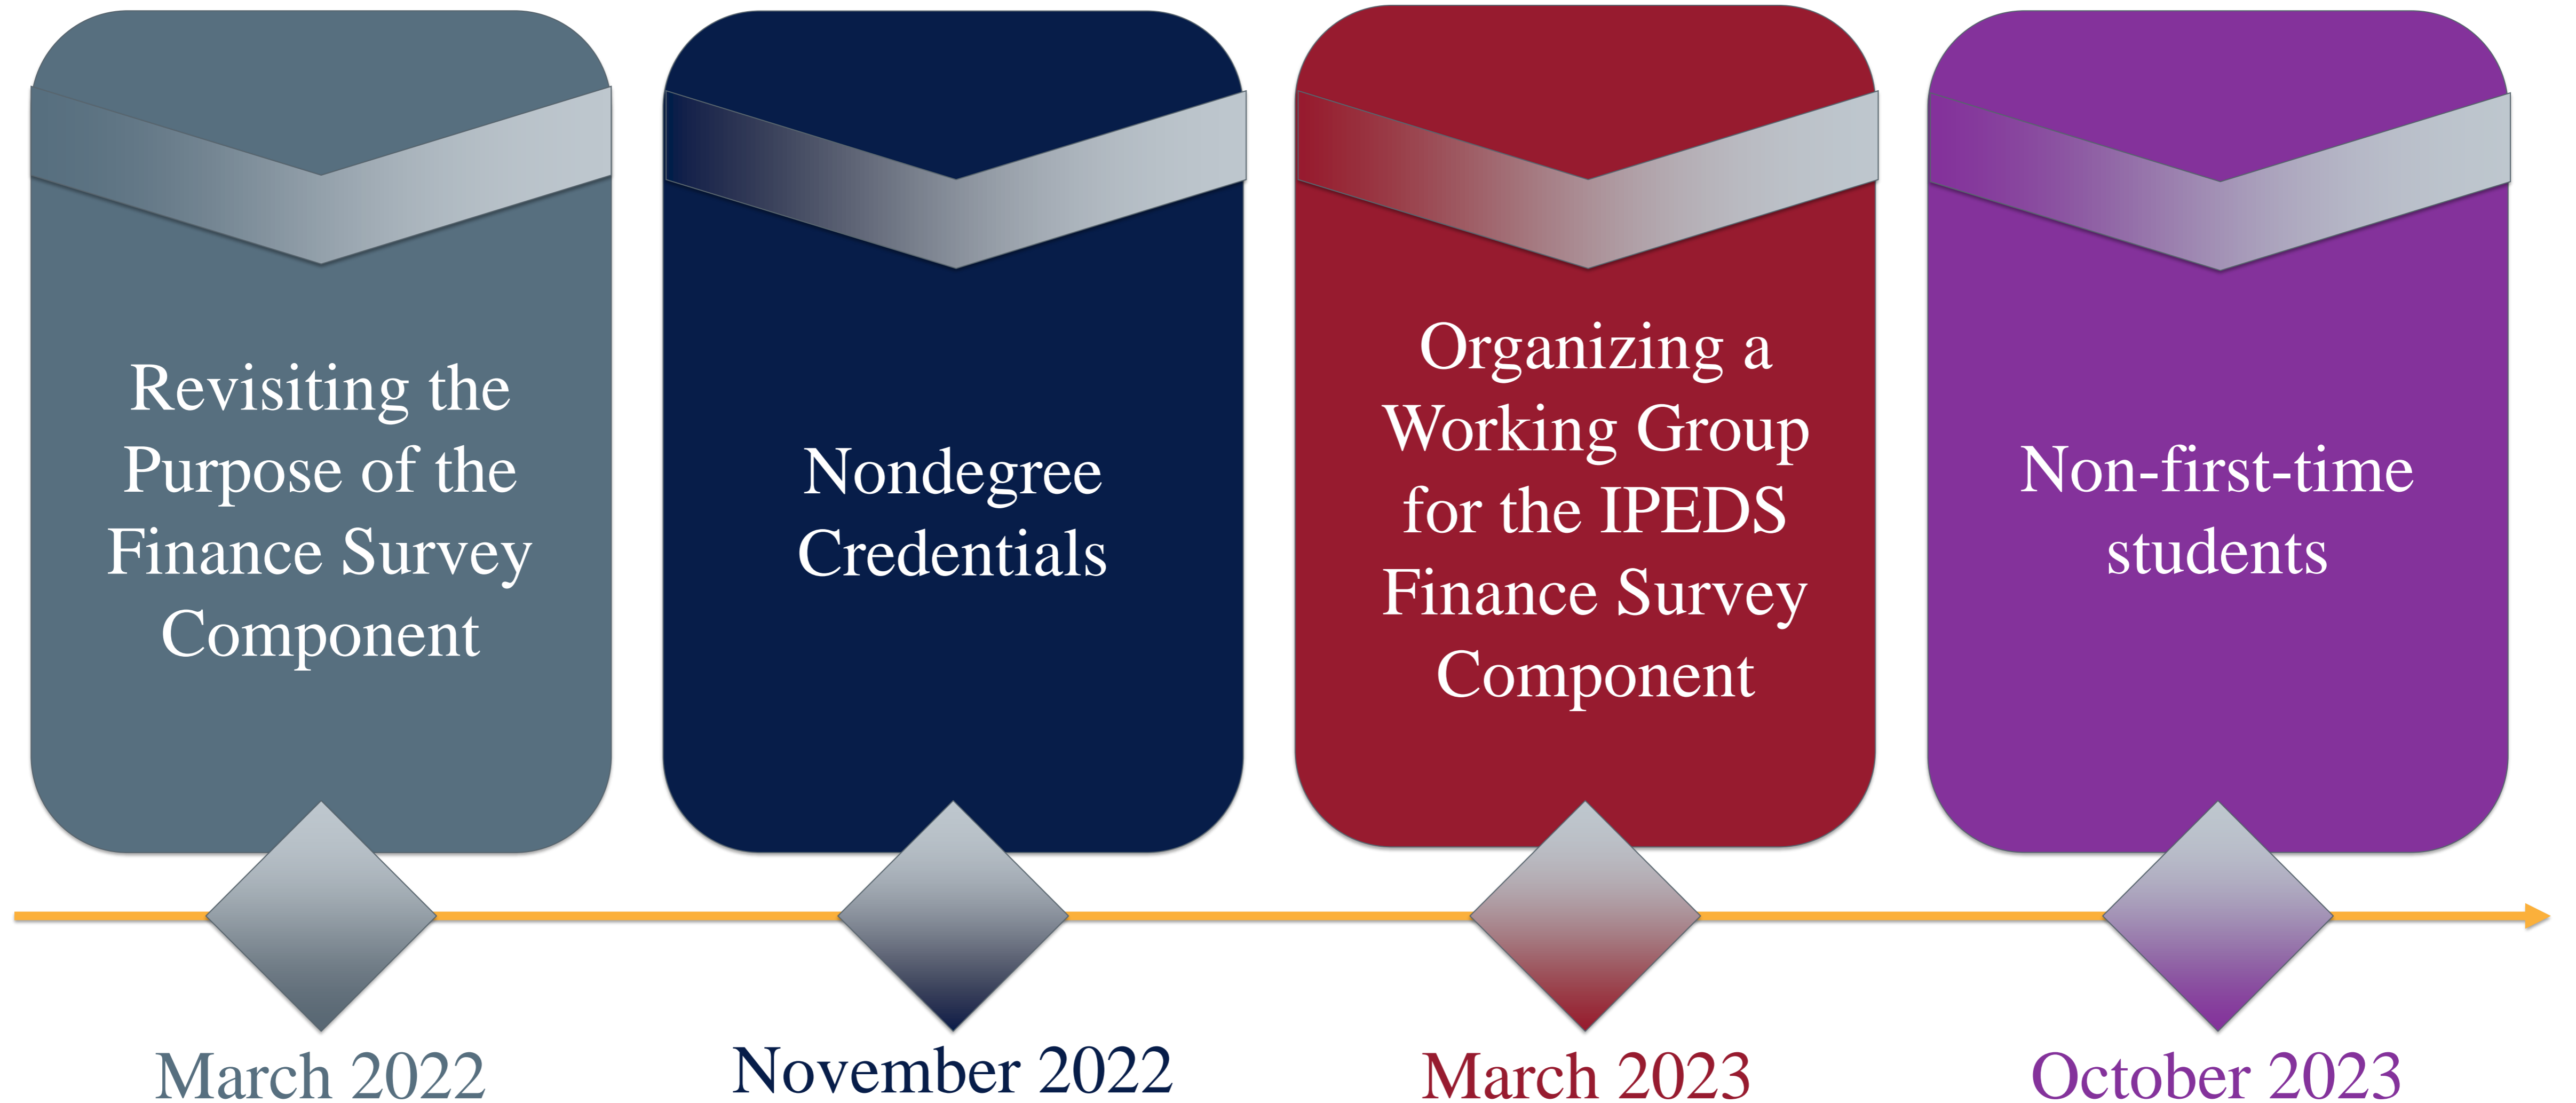 Revisiting the
Purpose of the
Finance Survey
Component
March 2022
Nondegree
Credentials
November 2022
Organizing a
Working Group
for the IPEDS
Finance Survey
Component
March 2023
Non-first-time
students
October 2023